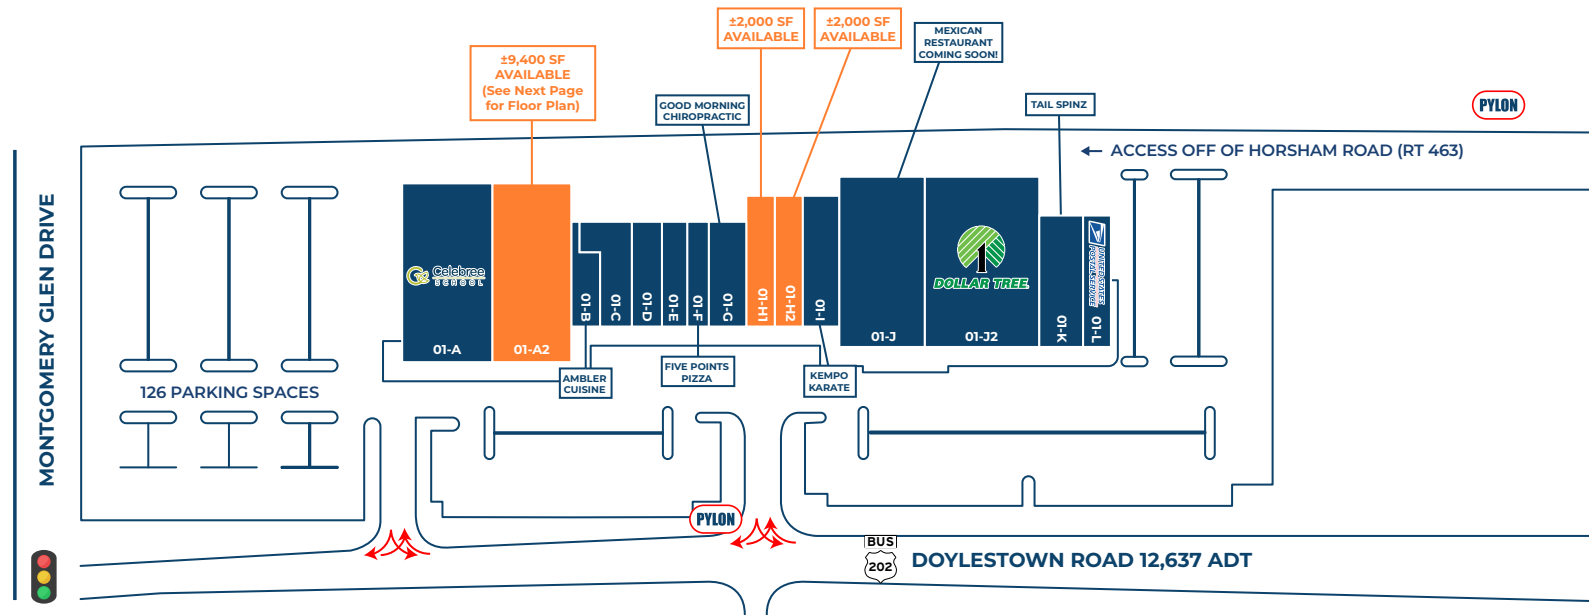 ±2,000 SF
AVAILABLE
±2,000 SF
AVAILABLE
MEXICAN
RESTAURANT
COMING SOON!
±9,400 SF
AVAILABLE
(See Next Page
for Floor Plan)
GOOD MORNING
CHIROPRACTIC
TAIL SPINZ
PYLON
ACCESS OFF OF HORSHAM ROAD (RT 463)
MONTGOMERY GLEN DRIVE
Celebree
SCHOOL
01-A
01-A2
01-B
01-C
01-D
01-E
01-F
01-G
01-H1
01-H2
01-I
01-J
DOLLAR TREE
01-J2
01-K
UNITED STATES
POSTAL SERVICE
01-L
126 PARKING SPACES
AMBLER
CUISINE
FIVE POINTS
PIZZA
KEMPO
KARATE
PYLON
BUS
202
DOYLESTOWN ROAD 12,637 ADT